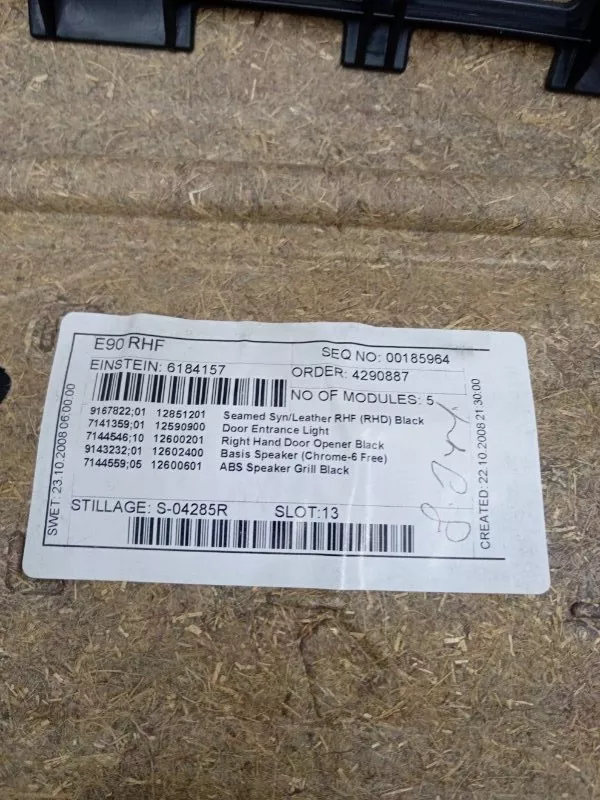 E90 RHF
SEQ NO: 00185964
EINSTEIN: 6184157
ORDER: 4290887
NO OF MODULES: 5
9167822;01 12851201 Seamed Syn/Leather RHF (RHD) Black
7141359;01 12590900 Door Entrance Light
7144546;10 12600201 Right Hand Door Opener Black
9143232;01 12602400 Basis Speaker (Chrome-6 Free)
7144559;05 12600601 ABS Speaker Grill Black
STILLAGE: S-04285R SLOT:13
SWET: 23.10.2008 06:00:00
CREATED: 22.10.2008 21:30:00